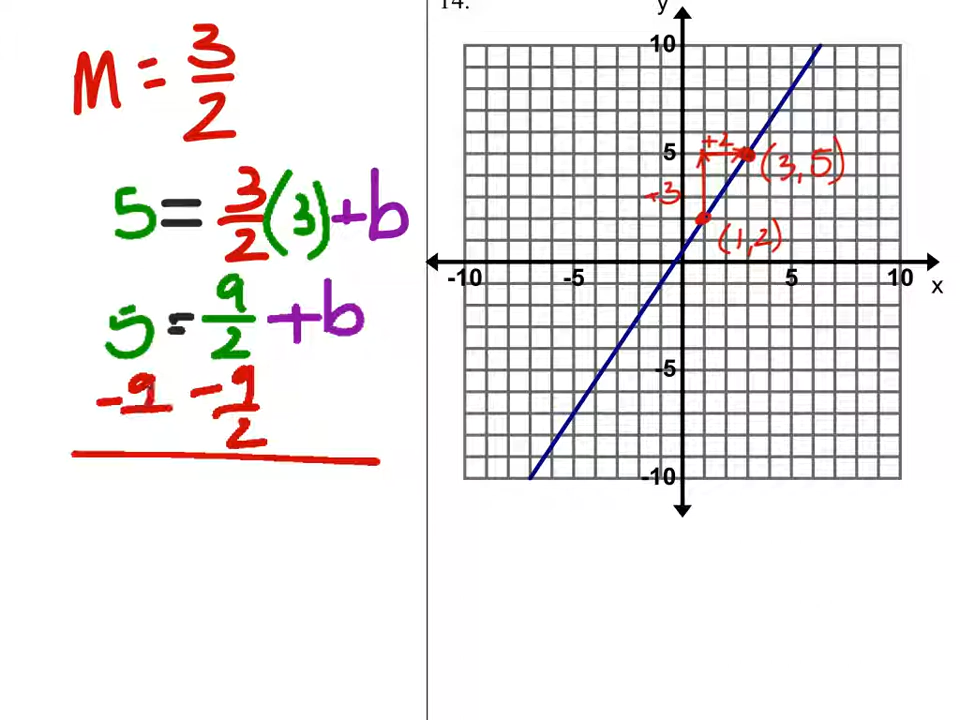 14.
M = 3/2
5 = 3/2 (3) + b
5 = 9/2 + b
-9 -9/2
y
10
5
-10 -5 5 10
x
-5
-10
+2
(3,5)
+3
(1,2)